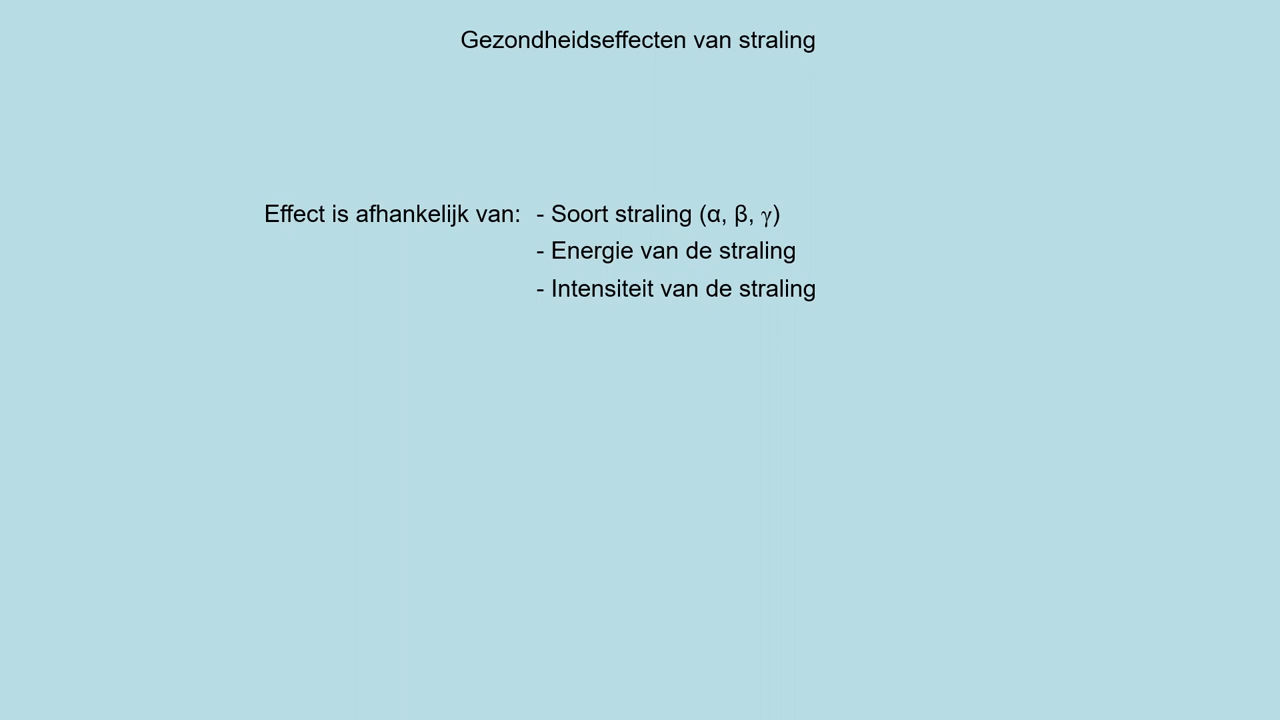 Gezondheidseffecten van straling
Effect is afhankelijk van: - Soort straling (α, β, γ)
- Energie van de straling
- Intensiteit van de straling